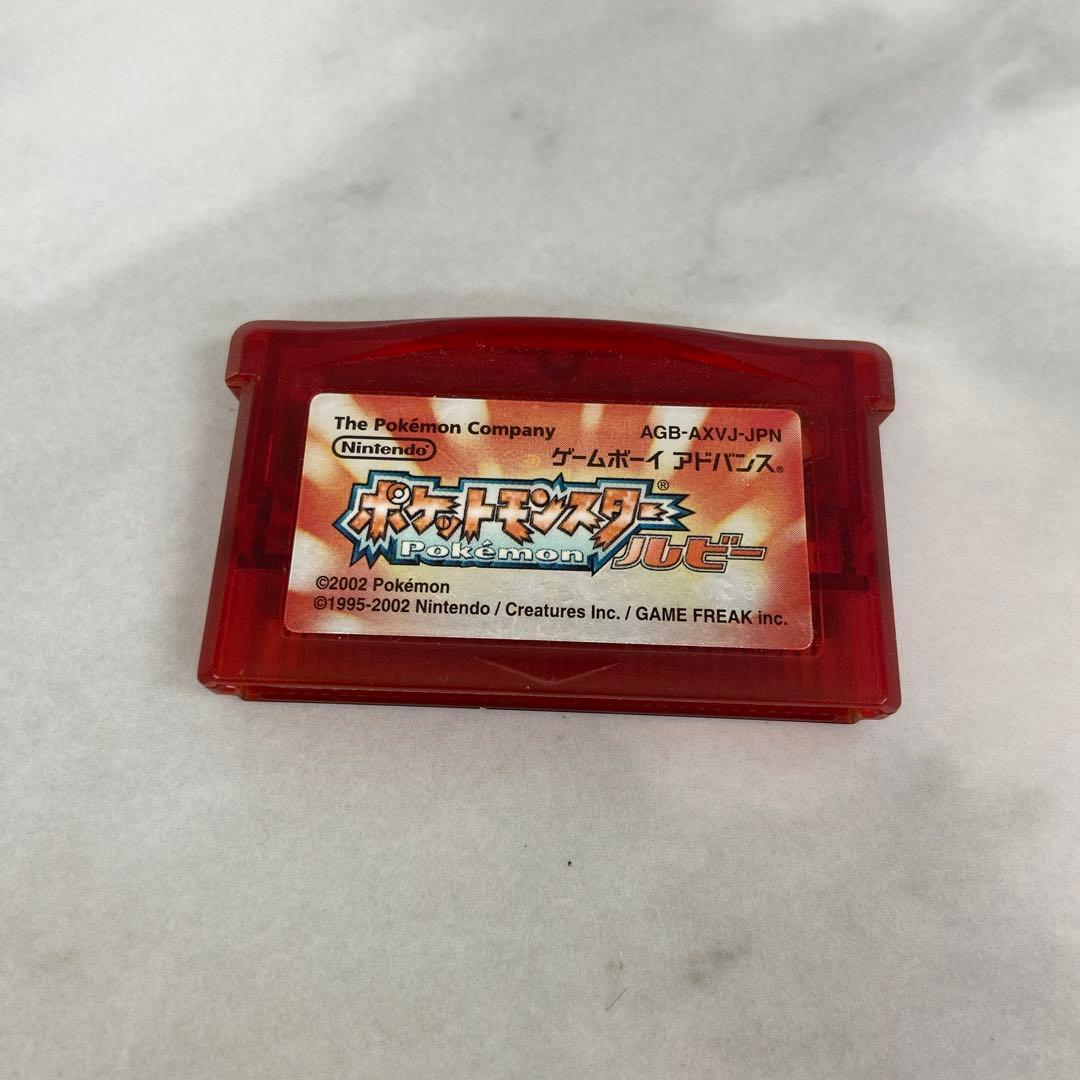 The Pokémon Company AGB-AXVJ-JPN
Nintendo® ゲームボーイ アドバンス®
ポケットモンスター®
Pokémon ルビー
©2002 Pokémon
©1995-2002 Nintendo / Creatures Inc. / GAME FREAK inc.